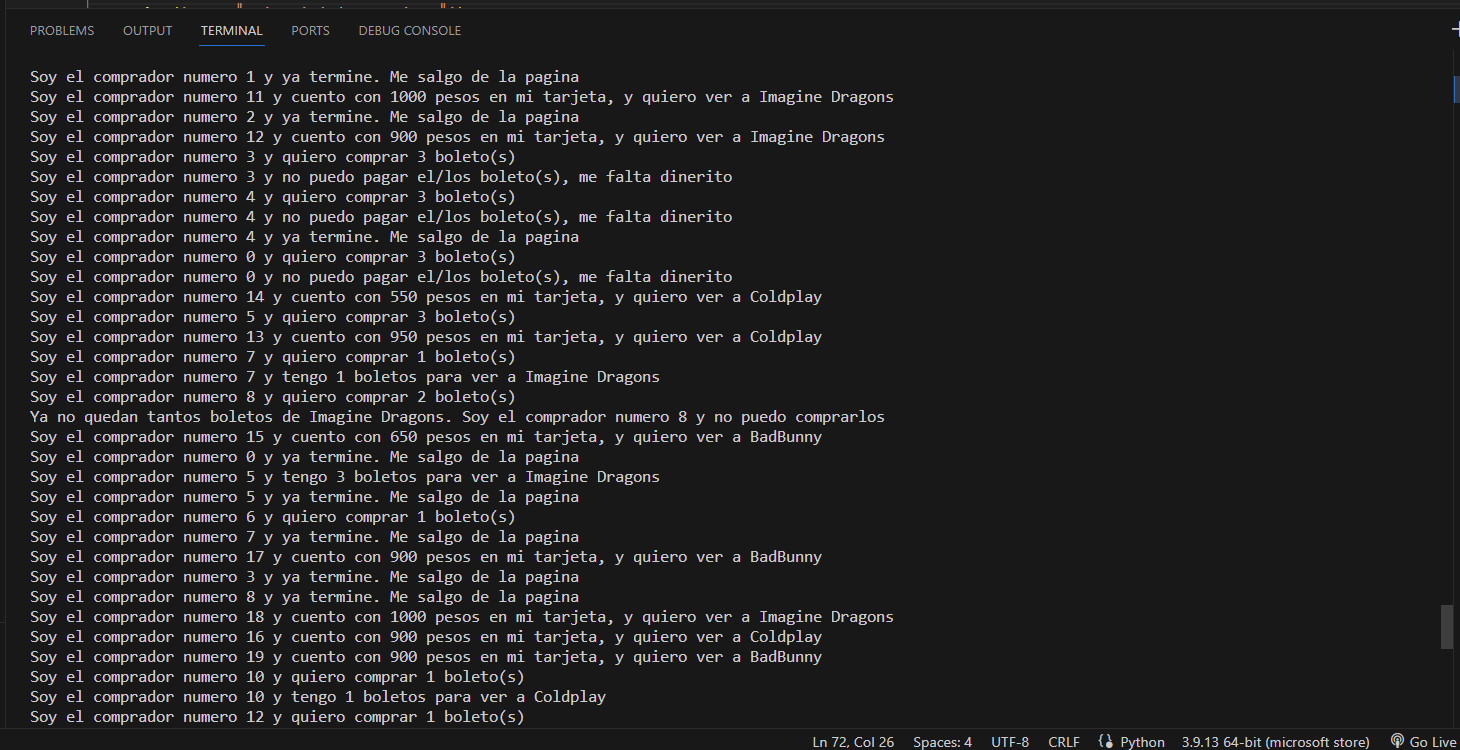 PROBLEMS OUTPUT TERMINAL PORTS DEBUG CONSOLE
Soy el comprador numero 1 y ya termine. Me salgo de la pagina
Soy el comprador numero 11 y cuento con 1000 pesos en mi tarjeta, y quiero ver a Imagine Dragons
Soy el comprador numero 2 y ya termine. Me salgo de la pagina
Soy el comprador numero 12 y cuento con 900 pesos en mi tarjeta, y quiero ver a Imagine Dragons
Soy el comprador numero 3 y quiero comprar 3 boleto(s)
Soy el comprador numero 3 y no puedo pagar el/los boleto(s), me falta dinerito
Soy el comprador numero 4 y quiero comprar 3 boleto(s)
Soy el comprador numero 4 y no puedo pagar el/los boleto(s), me falta dinerito
Soy el comprador numero 4 y ya termine. Me salgo de la pagina
Soy el comprador numero 0 y quiero comprar 3 boleto(s)
Soy el comprador numero 0 y no puedo pagar el/los boleto(s), me falta dinerito
Soy el comprador numero 14 y cuento con 550 pesos en mi tarjeta, y quiero ver a Coldplay
Soy el comprador numero 5 y quiero comprar 3 boleto(s)
Soy el comprador numero 13 y cuento con 950 pesos en mi tarjeta, y quiero ver a Coldplay
Soy el comprador numero 7 y quiero comprar 1 boleto(s)
Soy el comprador numero 7 y tengo 1 boletos para ver a Imagine Dragons
Soy el comprador numero 8 y quiero comprar 2 boleto(s)
Ya no quedan tantos boletos de Imagine Dragons. Soy el comprador numero 8 y no puedo comprarlos
Soy el comprador numero 15 y cuento con 650 pesos en mi tarjeta, y quiero ver a BadBunny
Soy el comprador numero 0 y ya termine. Me salgo de la pagina
Soy el comprador numero 5 y tengo 3 boletos para ver a Imagine Dragons
Soy el comprador numero 5 y ya termine. Me salgo de la pagina
Soy el comprador numero 6 y quiero comprar 1 boleto(s)
Soy el comprador numero 7 y ya termine. Me salgo de la pagina
Soy el comprador numero 17 y cuento con 900 pesos en mi tarjeta, y quiero ver a BadBunny
Soy el comprador numero 3 y ya termine. Me salgo de la pagina
Soy el comprador numero 8 y ya termine. Me salgo de la pagina
Soy el comprador numero 18 y cuento con 1000 pesos en mi tarjeta, y quiero ver a Imagine Dragons
Soy el comprador numero 16 y cuento con 900 pesos en mi tarjeta, y quiero ver a Coldplay
Soy el comprador numero 19 y cuento con 900 pesos en mi tarjeta, y quiero ver a BadBunny
Soy el comprador numero 10 y quiero comprar 1 boleto(s)
Soy el comprador numero 10 y tengo 1 boletos para ver a Coldplay
Soy el comprador numero 12 y quiero comprar 1 boleto(s)
Ln 72, Col 26 Spaces: 4 UTF-8 CRLF Python 3.9.13 64-bit (microsoft store) Go Live